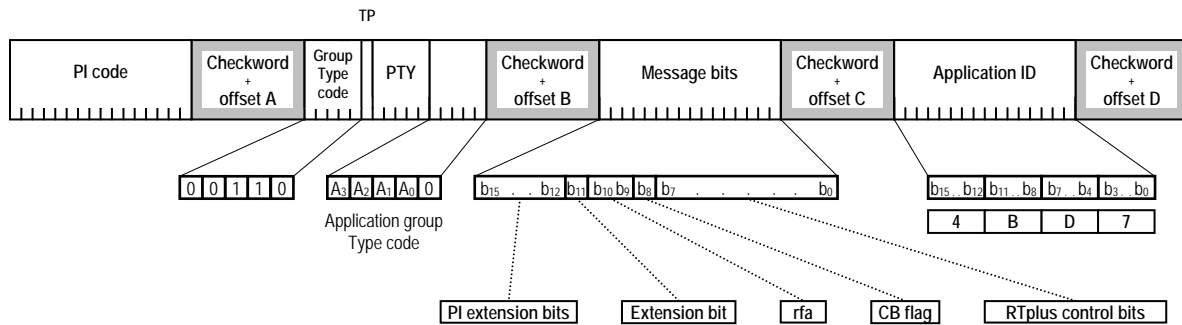 TP
PI code
Checkword
+
offset A
Group
Type
code
PTY
Checkword
+
offset B
Message bits
Checkword
+
offset C
Application ID
Checkword
+
offset D
0 0 1 1 0
A3 A2 A1 A0 0
b15 . . b12 b11 b10 b9 b8 b7 . . . . . . b0
b15 . . b12 b11 . . b8 b7 . . b4 b3 . . b0
4 B D 7
Application group
Type code
PI extension bits
Extension bit
rfa
CB flag
RTplus control bits